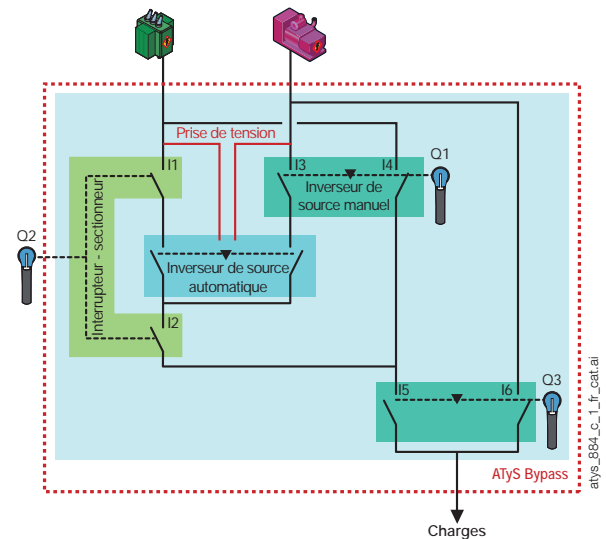 Prise de tension
I1
I3
I4
Q1
Inverseur de
source manuel
Q2
Interrupteur - sectionneur
Inverseur de source
automatique
I2
I5
I6
Q3
ATyS Bypass
Charges
atys_884_c_1_fr_cat.ai